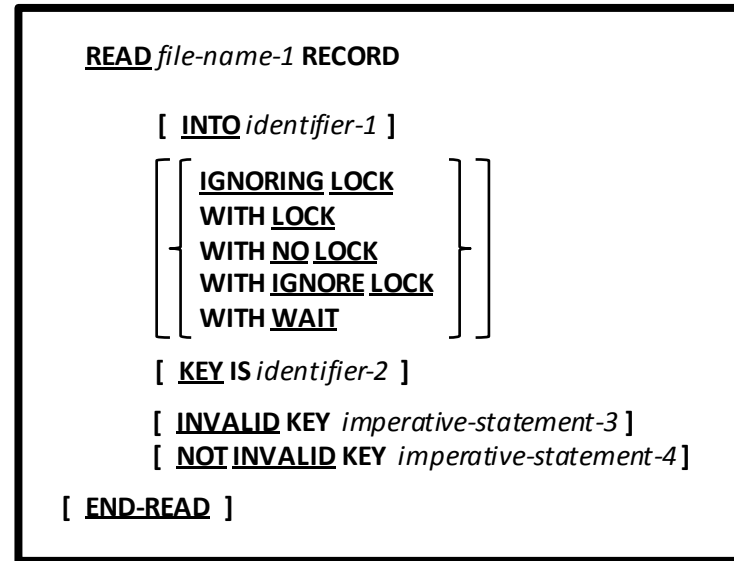 READ file-name-1 RECORD
[ INTO identifier-1 ]
IGNORING LOCK
WITH LOCK
WITH NO LOCK
WITH IGNORE LOCK
WITH WAIT
[ KEY IS identifier-2 ]
[ INVALID KEY imperative-statement-3 ]
[ NOT INVALID KEY imperative-statement-4 ]
[ END-READ ]